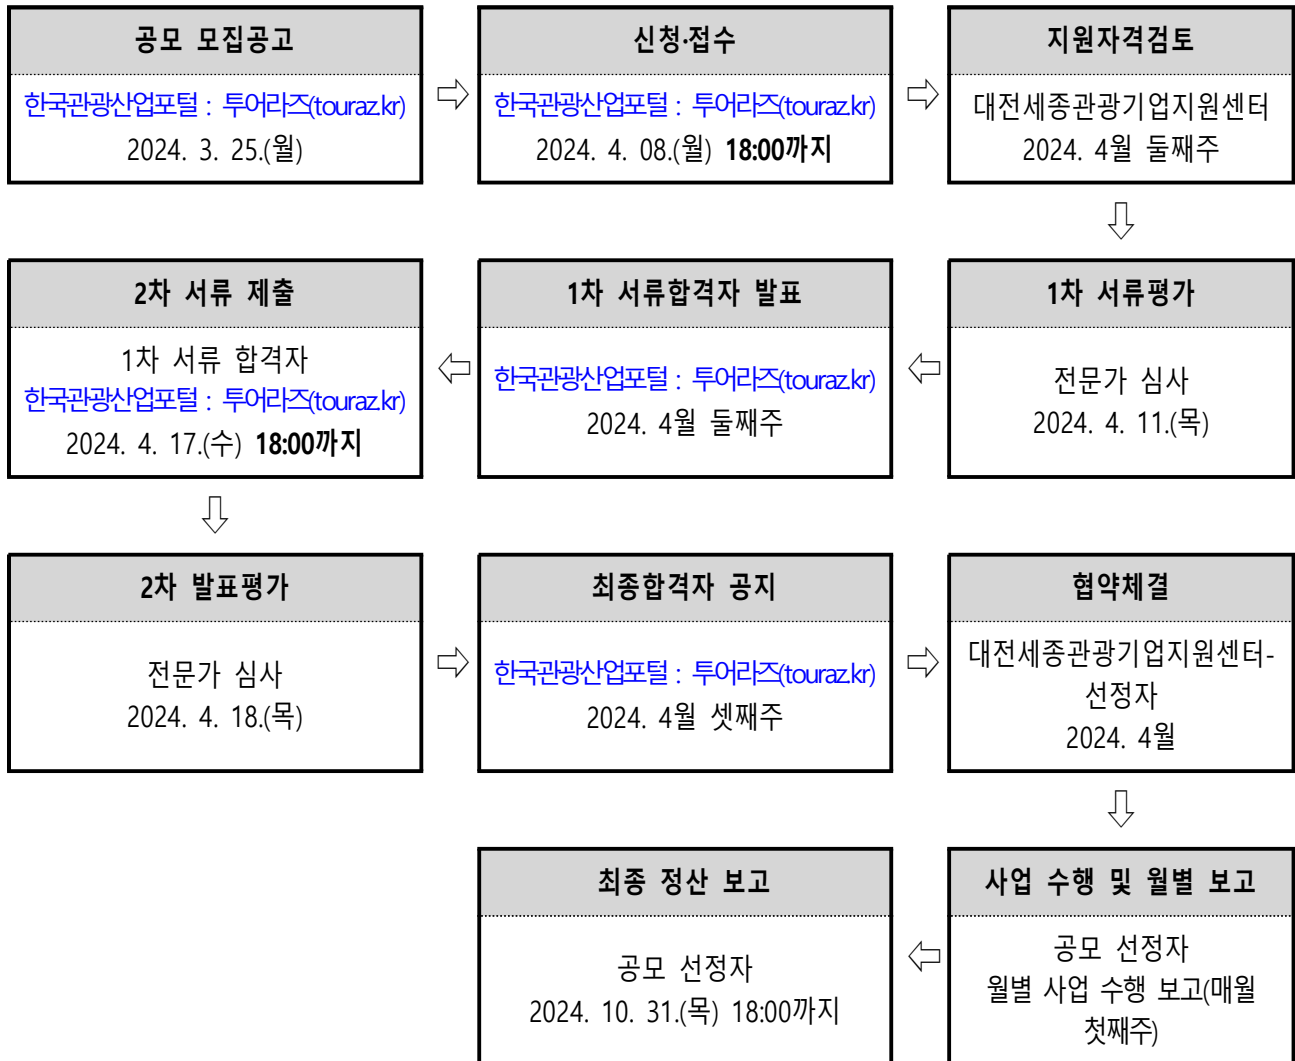 공모 모집공고
한국관광산업포털 : 투어라즈(touraz.kr)
2024. 3. 25.(월)
신청·접수
한국관광산업포털 : 투어라즈(touraz.kr)
2024. 4. 08.(월) 18:00까지
지원자격검토
대전세종관광기업지원센터
2024. 4월 둘째주
1차 서류평가
전문가 심사
2024. 4. 11.(목)
1차 서류합격자 발표
한국관광산업포털 : 투어라즈(touraz.kr)
2024. 4월 둘째주
2차 서류 제출
1차 서류 합격자
한국관광산업포털 : 투어라즈(touraz.kr)
2024. 4. 17.(수) 18:00까지
2차 발표평가
전문가 심사
2024. 4. 18.(목)
최종합격자 공지
한국관광산업포털 : 투어라즈(touraz.kr)
2024. 4월 셋째주
협약체결
대전세종관광기업지원센터-
선정자
2024. 4월
사업 수행 및 월별 보고
공모 선정자
월별 사업 수행 보고(매월
첫째주)
최종 정산 보고
공모 선정자
2024. 10. 31.(목) 18:00까지